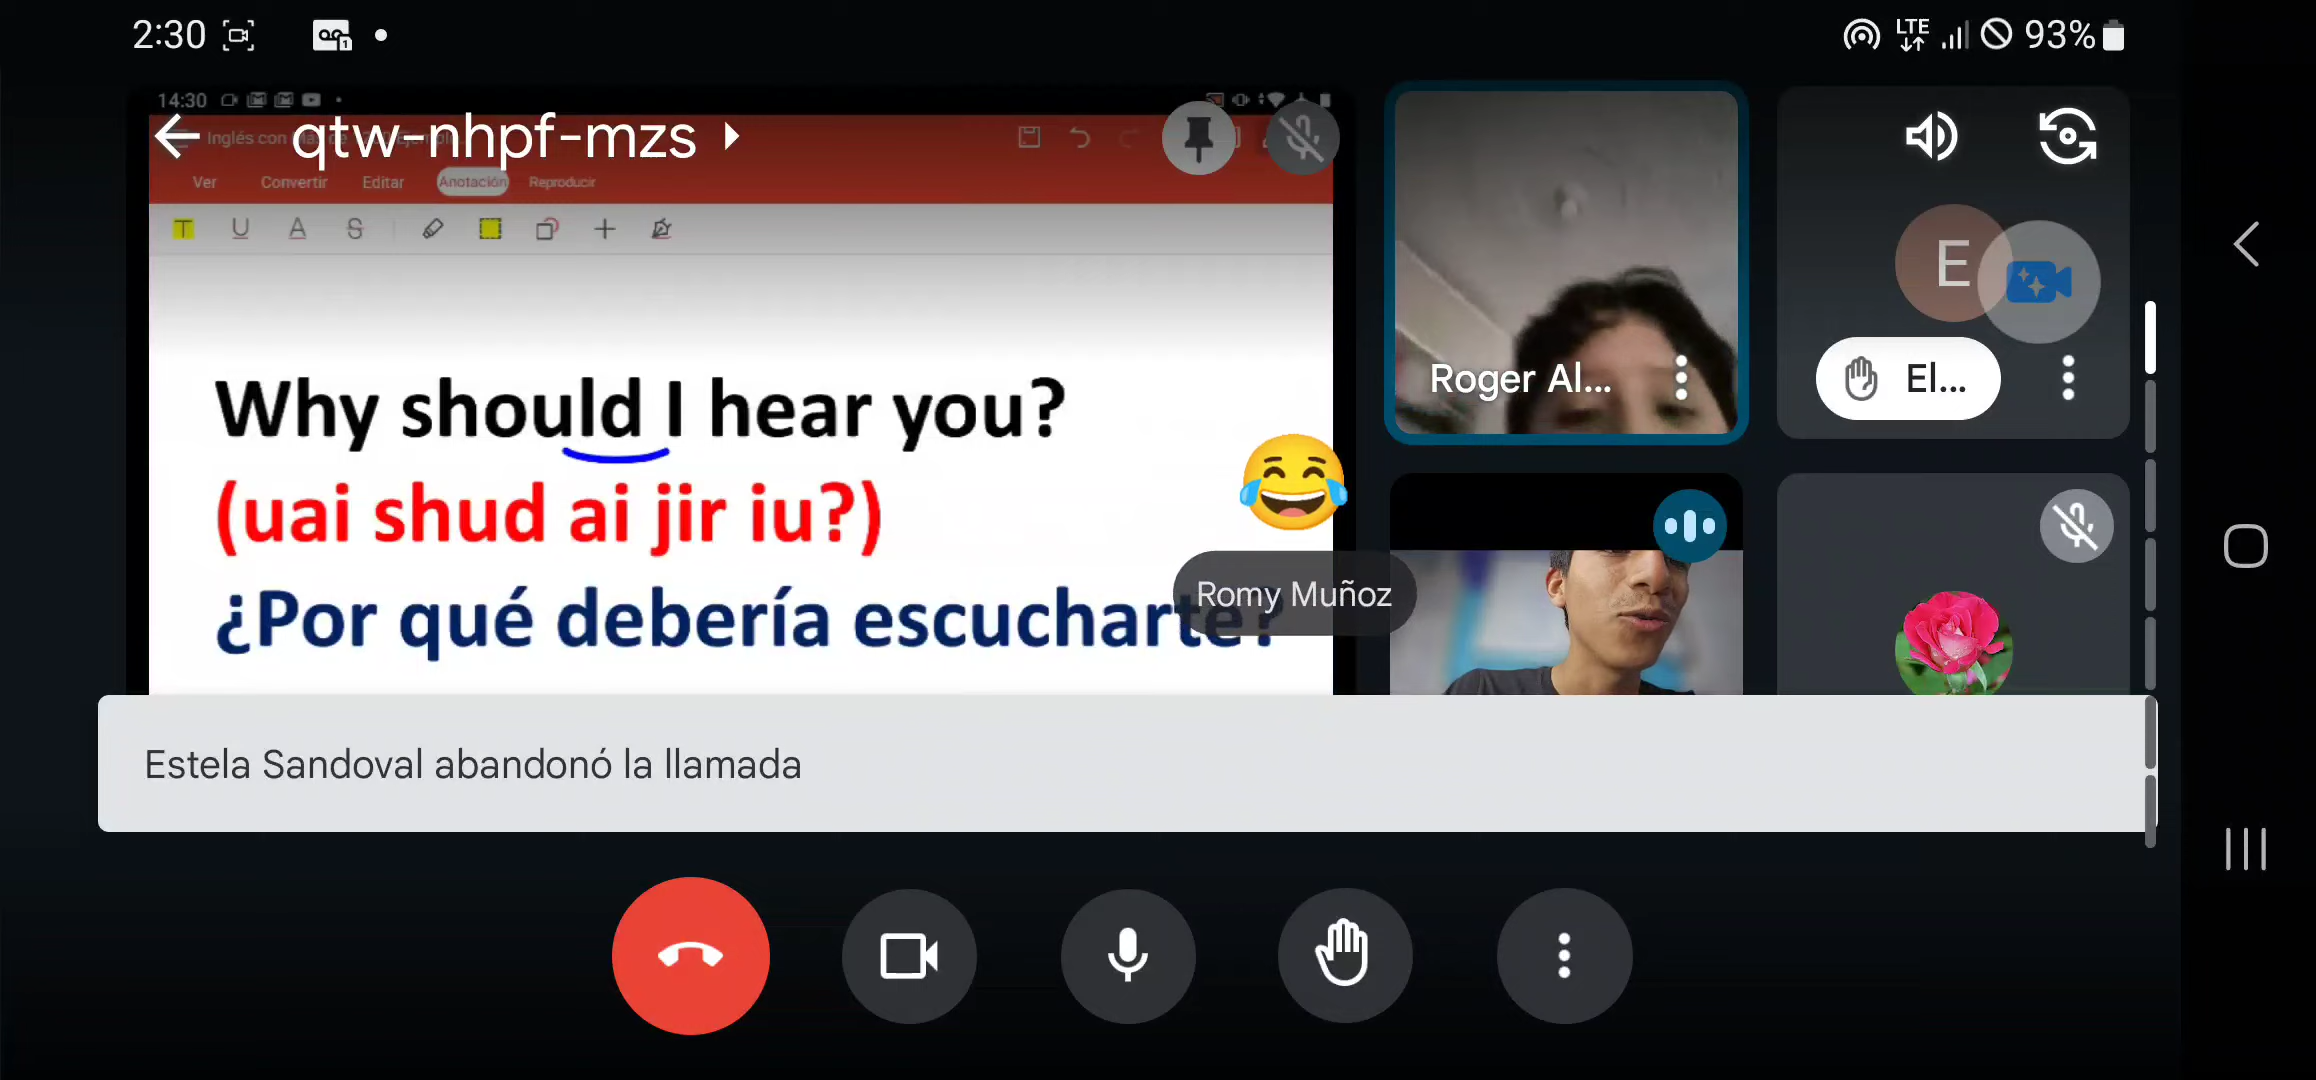 2:30
LTE
93%
14:30
Inglés con
qtw-nhpf-mzs
Ver Convertir Editar Anotación Reproducir
T U A S
Why should I hear you?
(uai shud ai jir iu?)
¿Por qué debería escucharte?
Romy Muñoz
Roger Al...
E
El...
Estela Sandoval abandonó la llamada